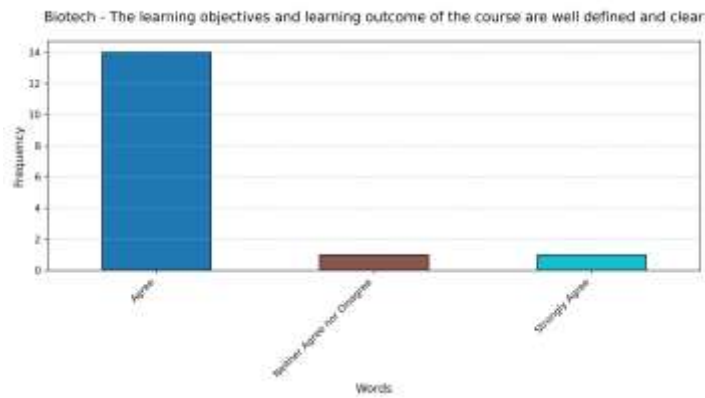 Biotech - The learning objectives and learning outcome of the course are well defined and clear
14
12
10
8
6
4
2
0
Frequency
Agree
Neither Agree nor Disagree
Strongly Agree
Words